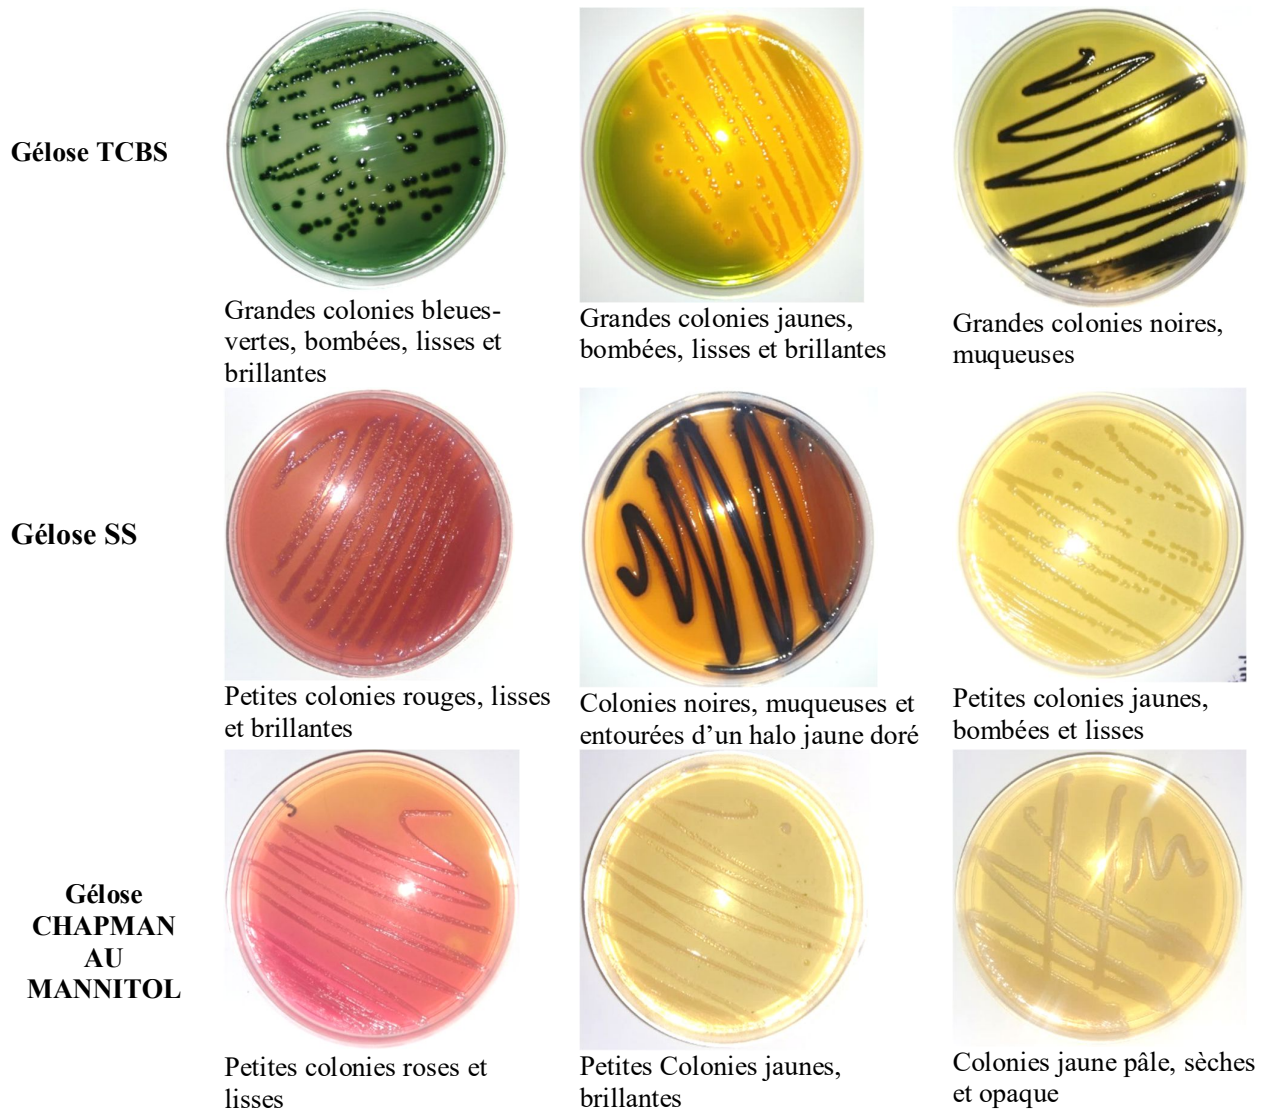 Gélose TCBS
Grandes colonies bleues-
vertes, bombées, lisses et
brillantes
Grandes colonies jaunes,
bombées, lisses et brillantes
Grandes colonies noires,
muqueuses
Gélose SS
Petites colonies rouges, lisses
et brillantes
Colonies noires, muqueuses et
entourées d’un halo jaune doré
Petites colonies jaunes,
bombées et lisses
Gélose
CHAPMAN
AU
MANNITOL
Petites colonies roses et
lisses
Petites Colonies jaunes,
brillantes
Colonies jaune pâle, sèches
et opaque